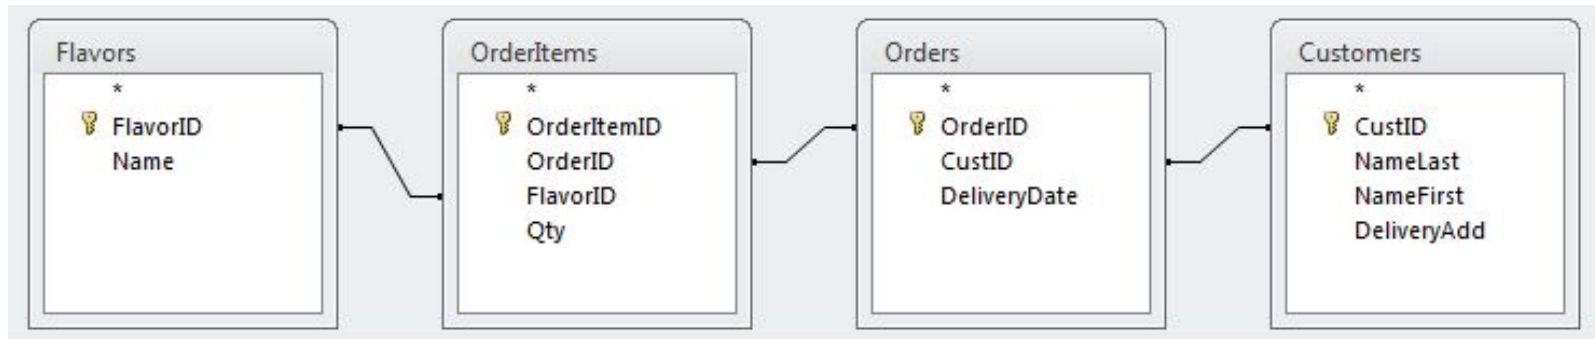 Flavors
*
FlavorID
Name
OrderItems
*
OrderItemID
OrderID
FlavorID
Qty
Orders
*
OrderID
CustID
DeliveryDate
Customers
*
CustID
NameLast
NameFirst
DeliveryAdd